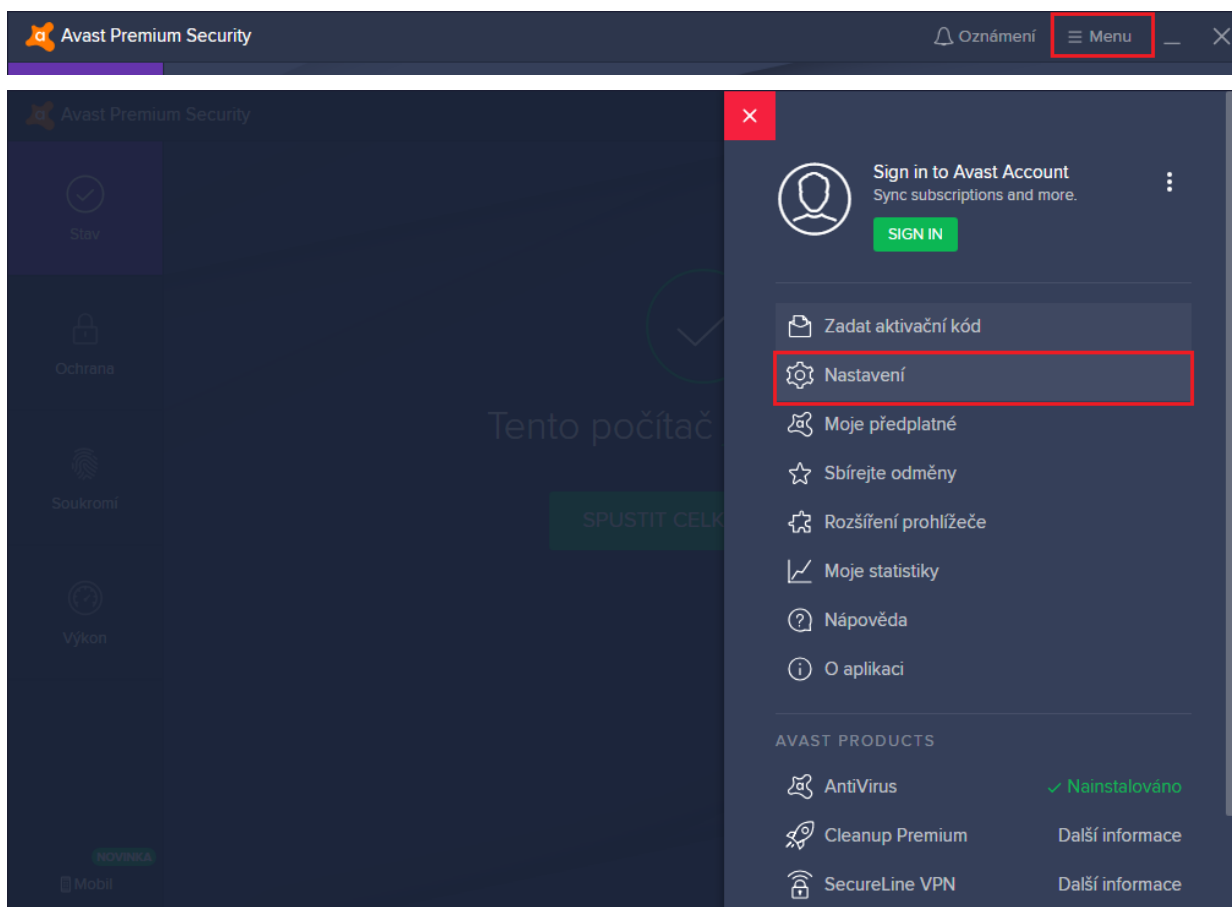 Avast Premium Security
Oznámení
Menu
Avast Premium Security
Stav
Ochrana
Soukromí
Výkon
NOVINKA
Mobil
Tento počítač
SPUSTIT CELK
Sign in to Avast Account
Sync subscriptions and more.
SIGN IN
Zadat aktivační kód
Nastavení
Moje předplatné
Sbírejte odměny
Rozšíření prohlížeče
Moje statistiky
Nápověda
O aplikaci
AVAST PRODUCTS
AntiVirus
Nainstalováno
Cleanup Premium
Další informace
SecureLine VPN
Další informace